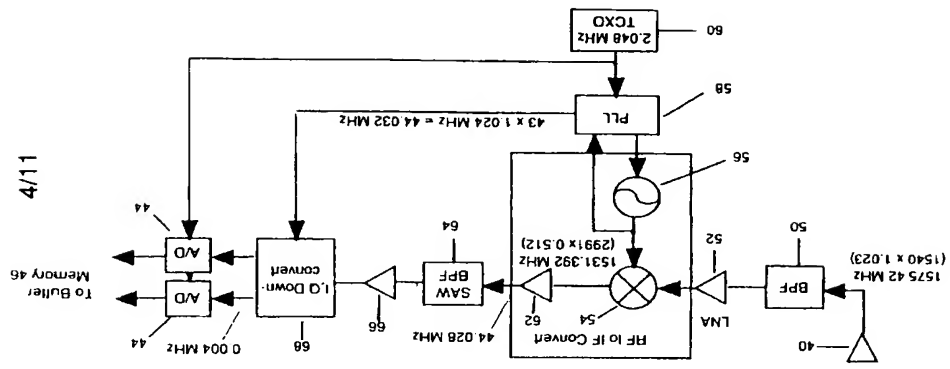 40
1575 42 MHz
(1540 x 1.023)
BPF
50
LNA
52
RF to IF Convert
54
62
1531.392 MHz
(2991 x 0.512)
56
44.028 MHz
SAW
BPF
64
66
68
I,Q Down-
convert
0 004 MHz
44
A/D
A/D
44
To Buffer
Memory 46
PLL
58
43 x 1.024 MHz = 44.032 MHz
2.048 MHz
TCXO
60
4/11